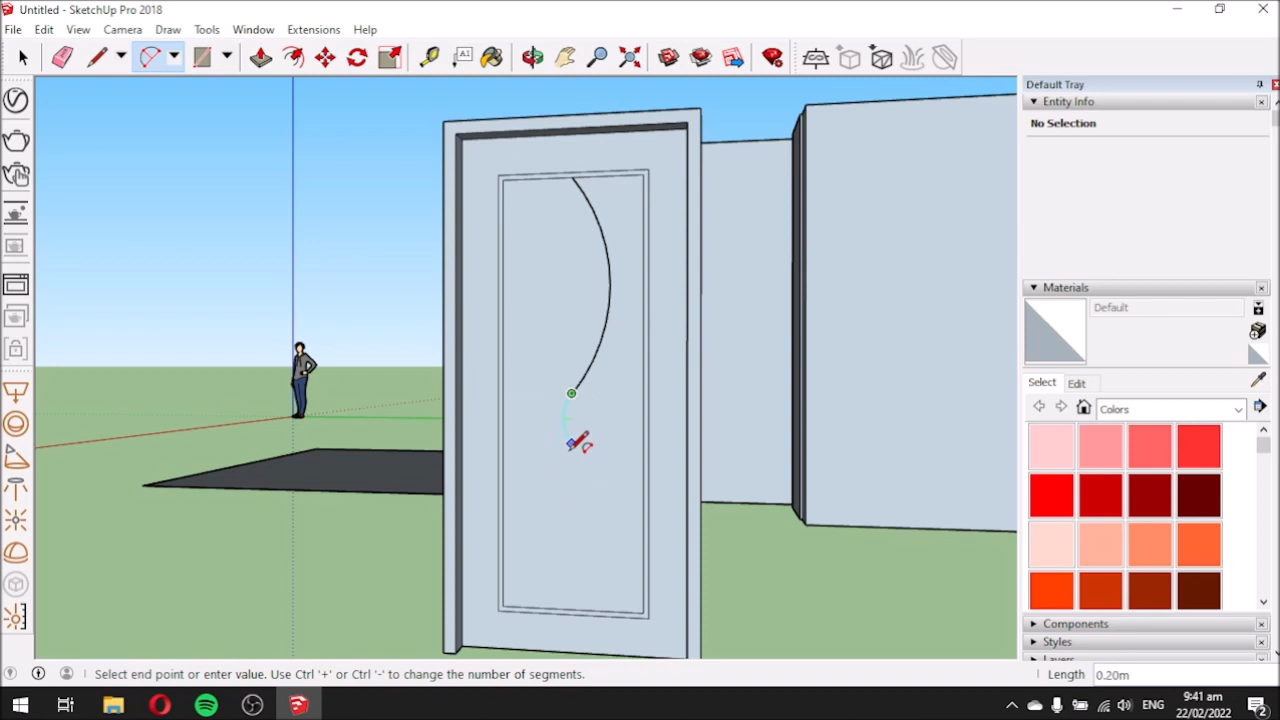 Untitled - SketchUp Pro 2018
File Edit View Camera Draw Tools Window Extensions Help
A1
Default Tray
Entity Info
No Selection
Materials
Default
Select Edit
Colors
Components
Styles
Select end point or enter value. Use Ctrl '+' or Ctrl '-' to change the number of segments.
Length 0.20m
ENG
9:41 am
22/02/2022
2